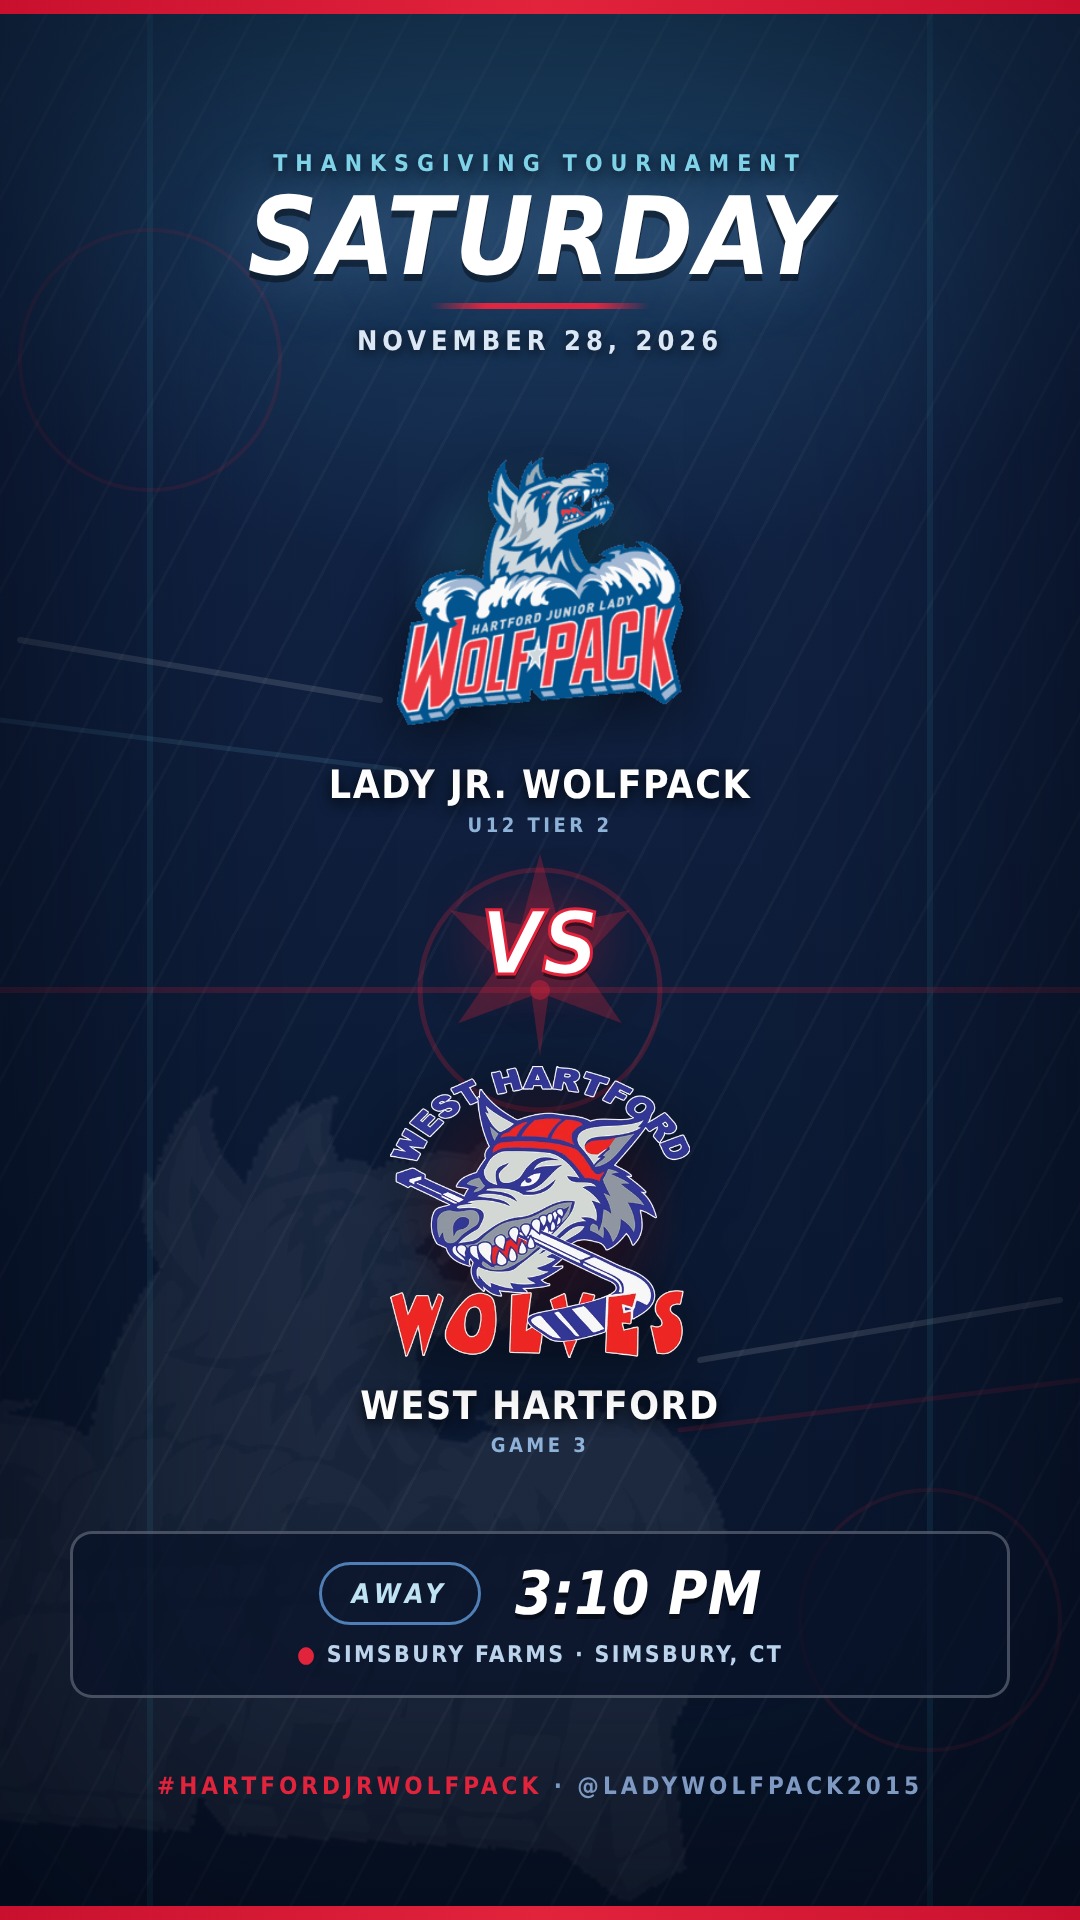 THANKSGIVING TOURNAMENT
SATURDAY
NOVEMBER 28, 2026
HARTFORD JUNIOR LADY
WOLFPACK
LADY JR. WOLFPACK
U12 TIER 2
VS
WEST HARTFORD
WOLVES
WEST HARTFORD
GAME 3
AWAY 3:10 PM
SIMSBURY FARMS · SIMSBURY, CT
#HARTFORDJRWOLFPACK · @LADYWOLFPACK2015